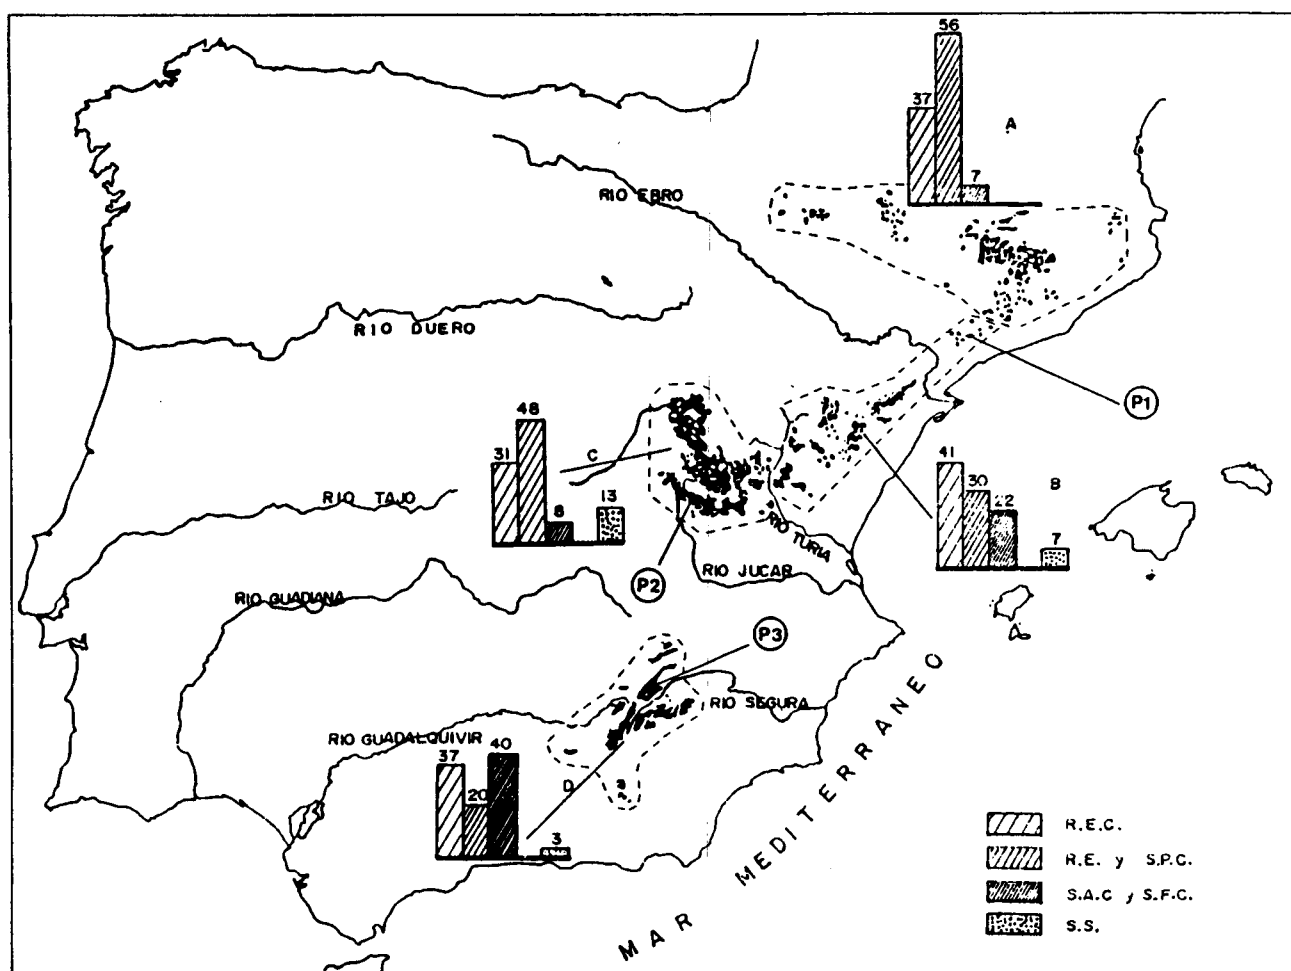 56
37
A
7
RIO EBRO
RIO DUERO
P1
48
31
C
8
13
41
30
B
22
7
RIO TAJO
RIO TURIA
RIO JUCAR
P2
RIO GUADIANA
P3
RIO SEGURA
RIO GUADALQUIVIR
37
20
40
D
3
MAR MEDITERRANEO
R.E.C.
R.E. y S.P.C.
S.A.C y S.F.C.
S.S.